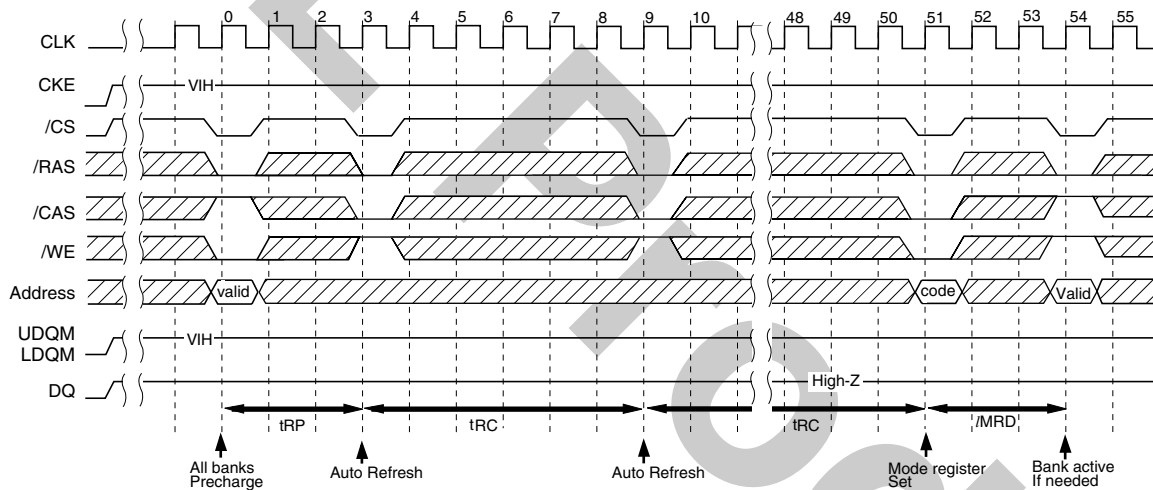 0 1 2 3 4 5 6 7 8 9 10 48 49 50 51 52 53 54 55
CLK
CKE VIH
/CS
/RAS
/CAS
/WE
Address valid code Valid
UDQM VIH
LDQM
DQ High-Z
tRP tRC tRC lMRD
All banks
Precharge
Auto Refresh
Auto Refresh
Mode register
Set
Bank active
If needed